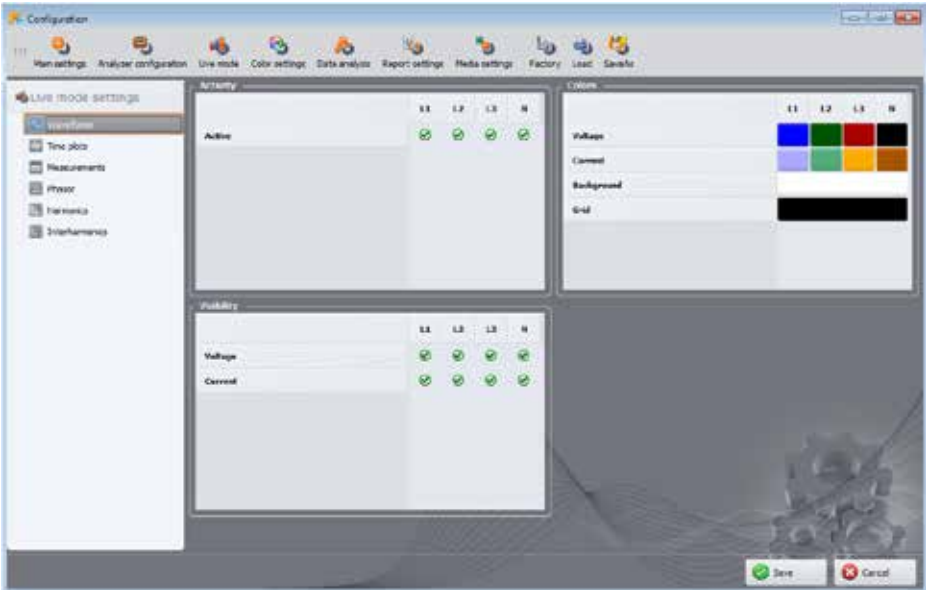 Configuration
Main settings Analyzer configuration Live mode Color settings Data analysis Report settings Media settings Factory Load SaveAs
Live mode settings
Waveform
Time plots
Measurements
Phasor
Harmonics
Interharmonics
Activity
L1 L2 L3 N
Active
Colors
L1 L2 L3 N
Voltage
Current
Background
Grid
Visibility
L1 L2 L3 N
Voltage
Current
Save Cancel